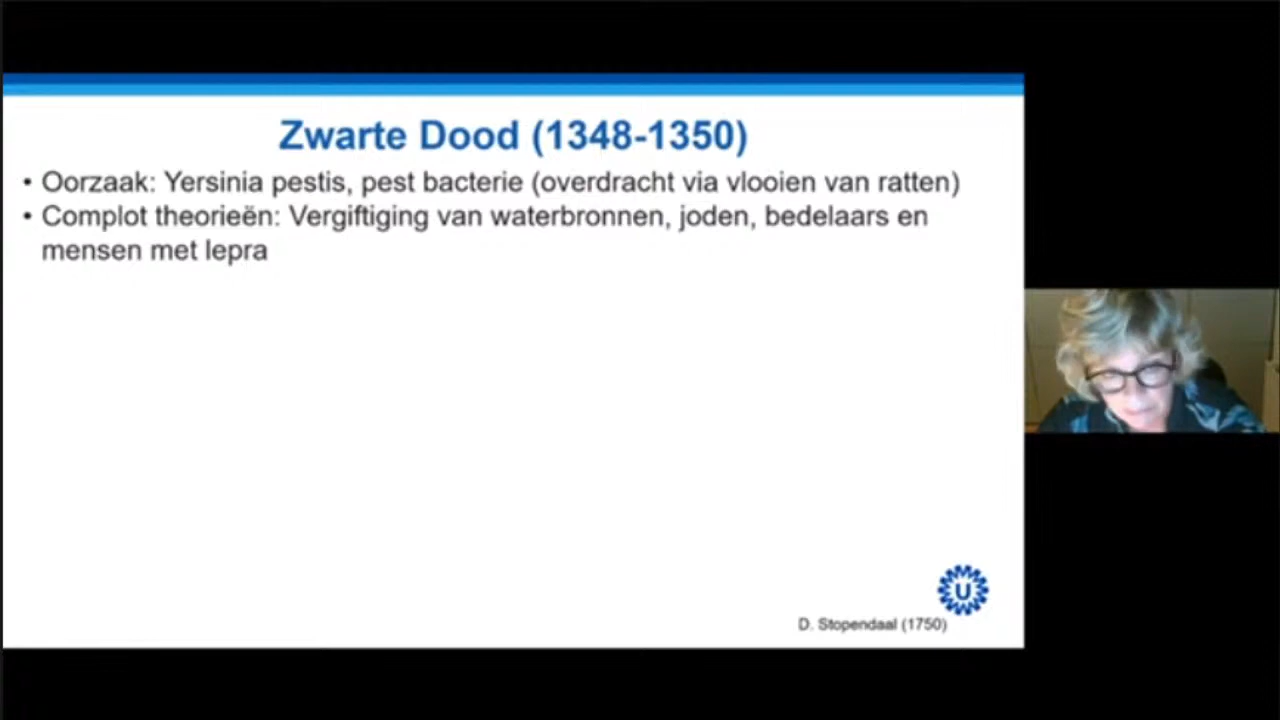 Zwarte Dood (1348-1350)
• Oorzaak: Yersinia pestis, pest bacterie (overdracht via vlooien van ratten)
• Complot theorieën: Vergiftiging van waterbronnen, joden, bedelaars en
mensen met lepra
U
D. Stopendaal (1750)